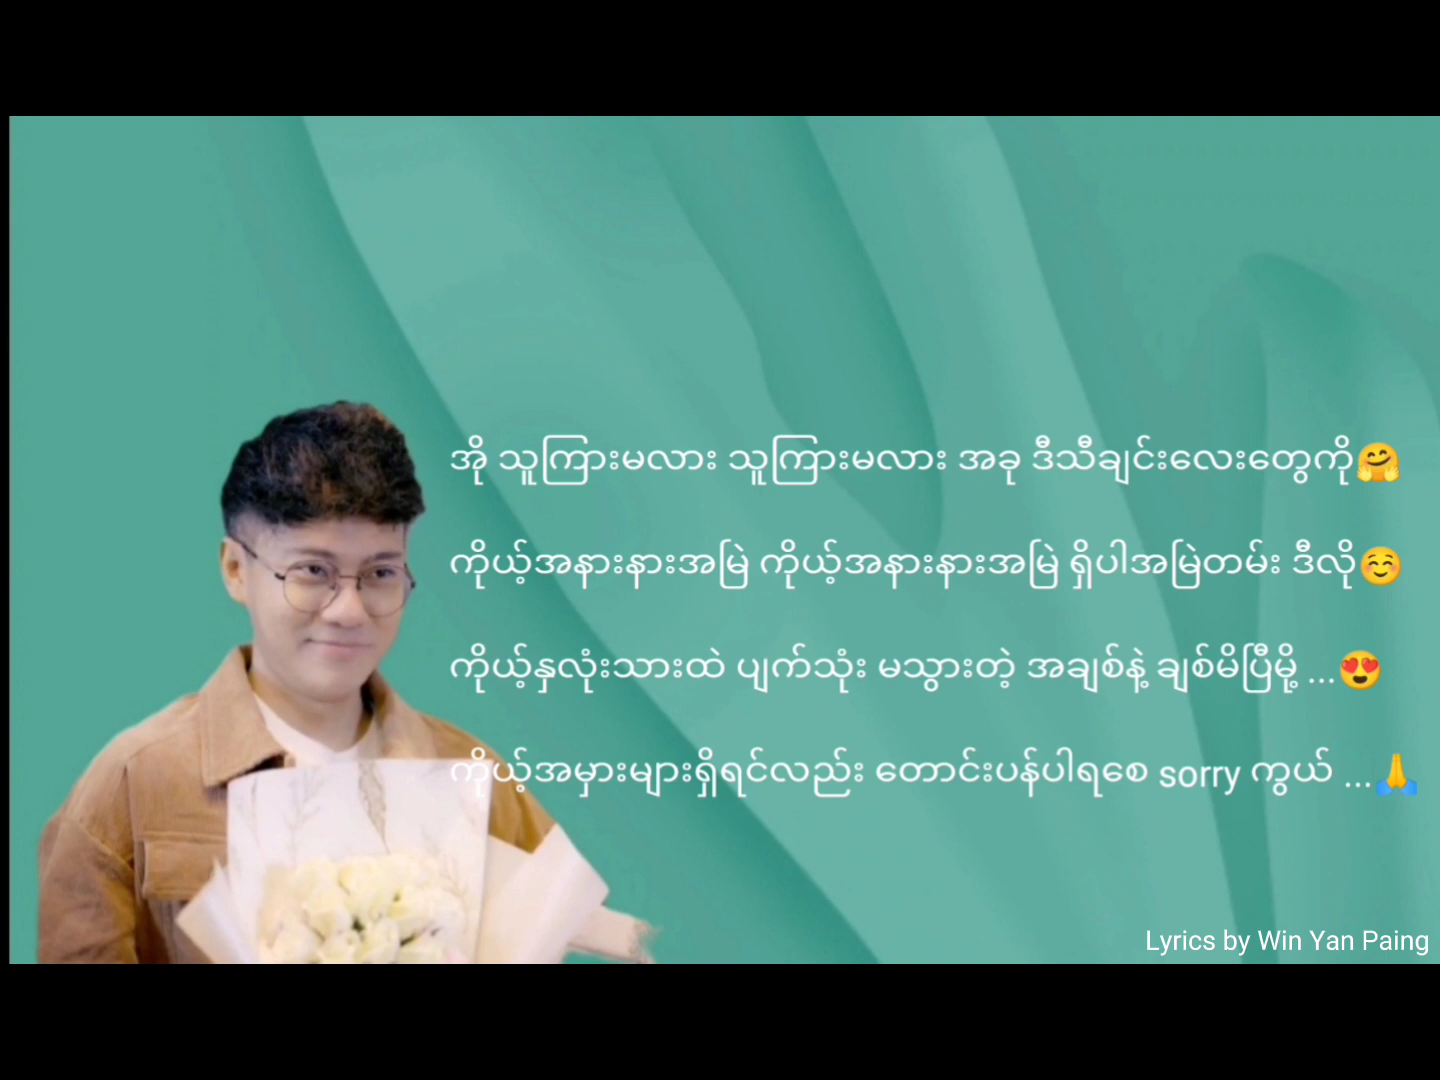 အို သူကြားမလား သူကြားမလား အခု ဒီသီချင်းလေးတွေကို🤗
ကိုယ့်အနားနားအမြဲ ကိုယ့်အနားနားအမြဲ ရှိပါအမြဲတမ်း ဒီလို☺️
ကိုယ့်နှလုံးသားထဲ ပျက်သုံး မသွားတဲ့ အချစ်နဲ့ ချစ်မိပြီမို့ ...😍
ကိုယ့်အမှားများရှိရင်လည်း တောင်းပန်ပါရစေ sorry ကွယ် ...🙏
Lyrics by Win Yan Paing